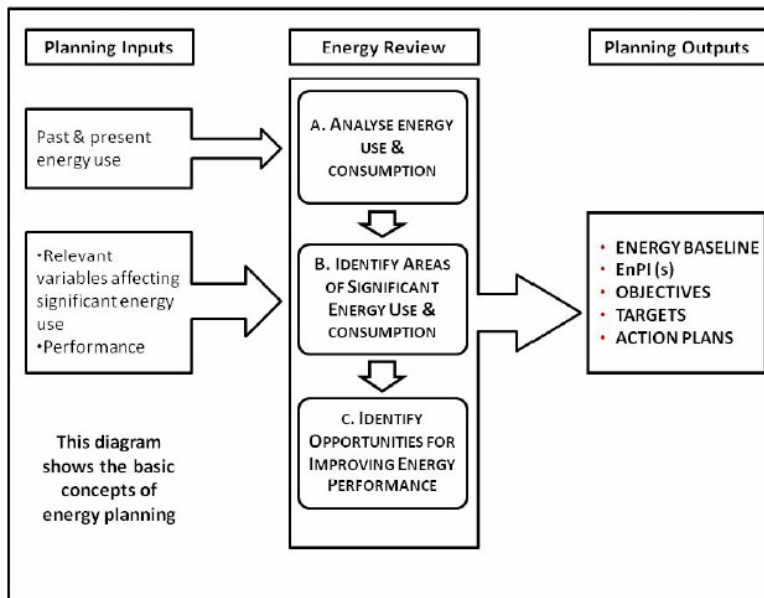 Planning Inputs
Energy Review
Planning Outputs
Past & present
energy use
•Relevant
variables affecting
significant energy
use
•Performance
This diagram
shows the basic
concepts of
energy planning
A. ANALYSE ENERGY
USE &
CONSUMPTION
B. IDENTIFY AREAS
OF SIGNIFICANT
ENERGY USE &
CONSUMPTION
C. IDENTIFY
OPPORTUNITIES FOR
IMPROVING ENERGY
PERFORMANCE
• ENERGY BASELINE
• EnPI (s)
• OBJECTIVES
• TARGETS
• ACTION PLANS